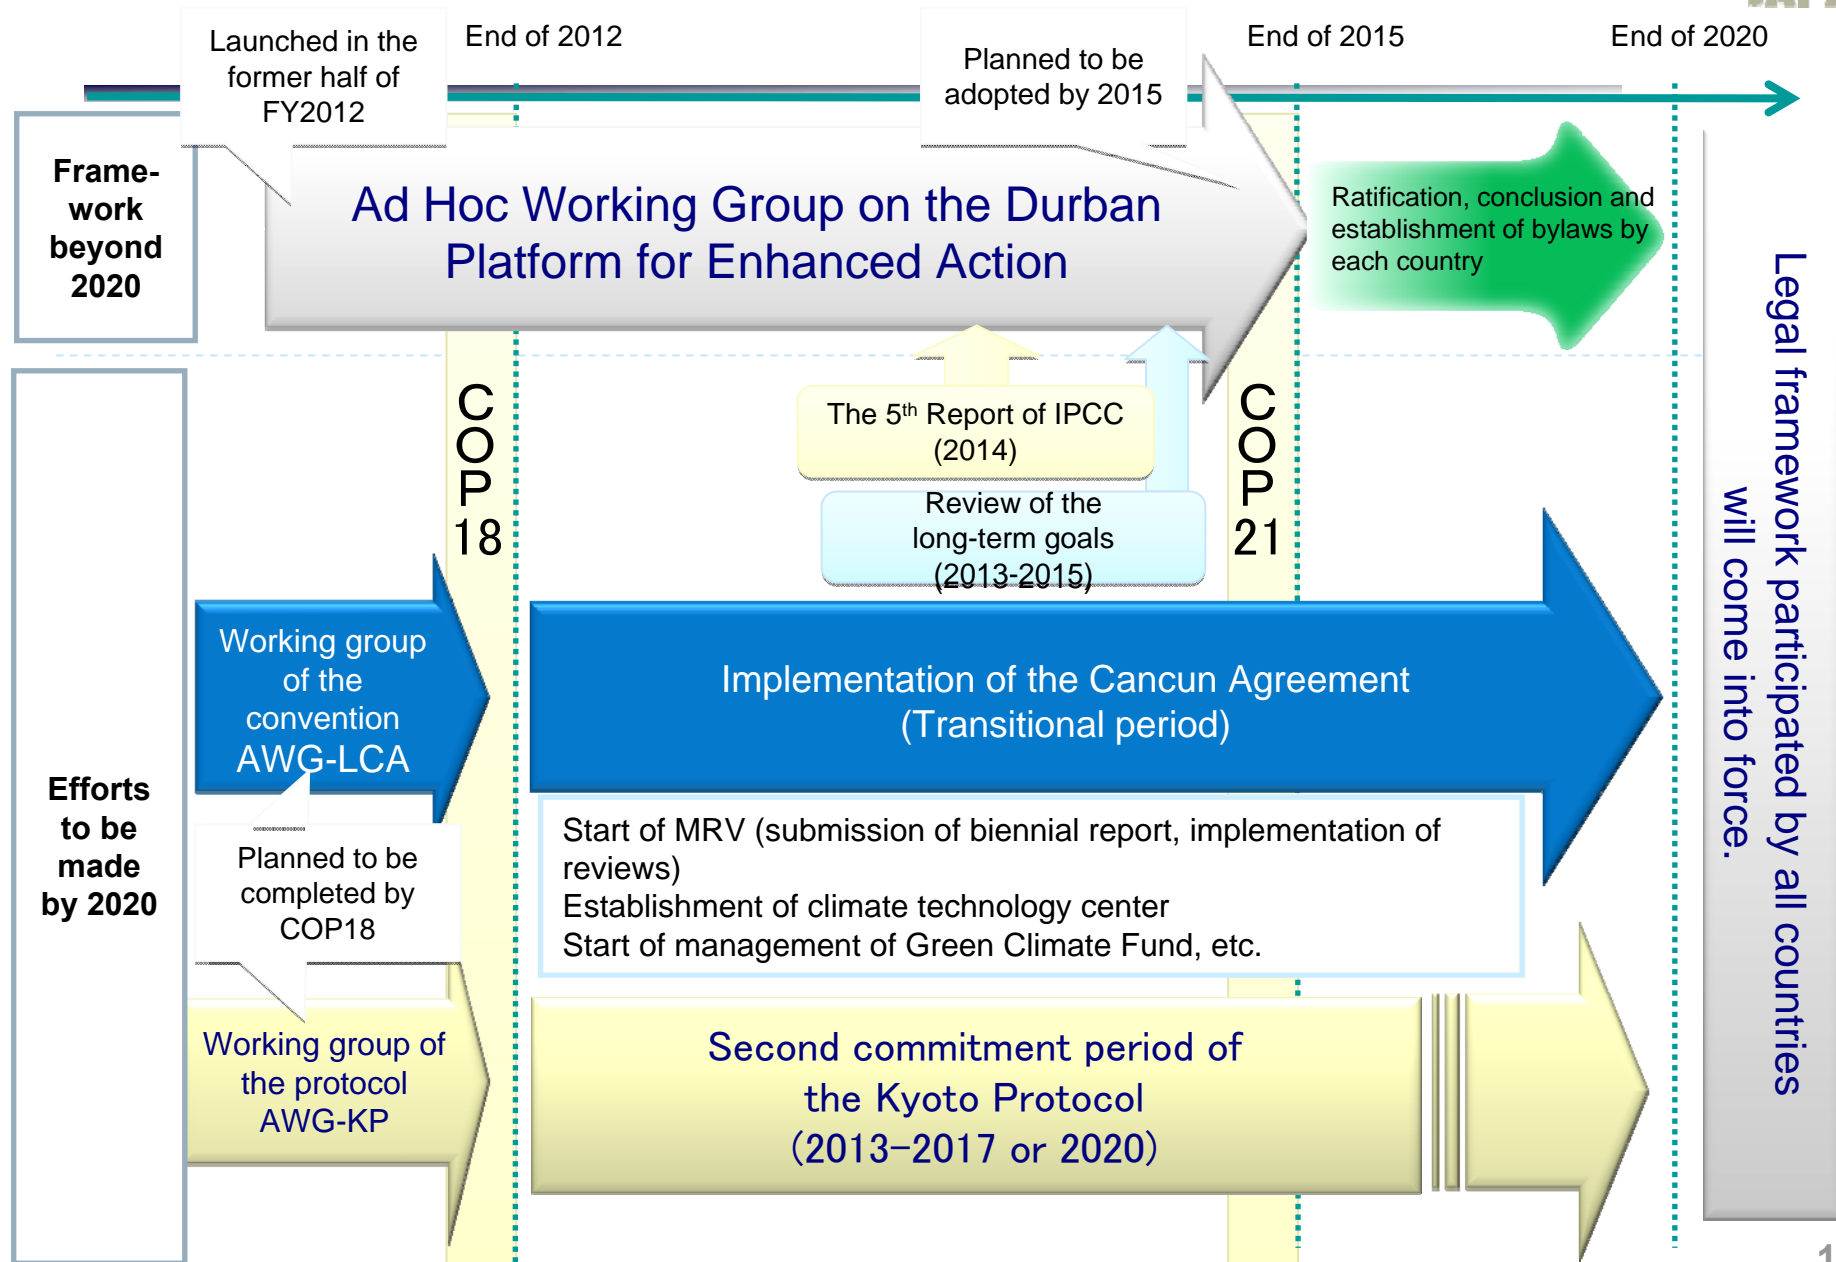 End of 2012
End of 2015
End of 2020
Launched in the
former half of
FY2012
Planned to be
adopted by 2015
Frame-
work
beyond
2020
Ad Hoc Working Group on the Durban
Platform for Enhanced Action
Ratification, conclusion and
establishment of bylaws by
each country
COP18
COP21
The 5th Report of IPCC
(2014)
Review of the
long-term goals
(2013-2015)
Efforts
to be
made
by 2020
Working group
of the
convention
AWG-LCA
Implementation of the Cancun Agreement
(Transitional period)
Planned to be
completed by
COP18
Start of MRV (submission of biennial report, implementation of
reviews)
Establishment of climate technology center
Start of management of Green Climate Fund, etc.
Working group of
the protocol
AWG-KP
Second commitment period of
the Kyoto Protocol
(2013-2017 or 2020)
Legal framework participated by all countries
will come into force.
1